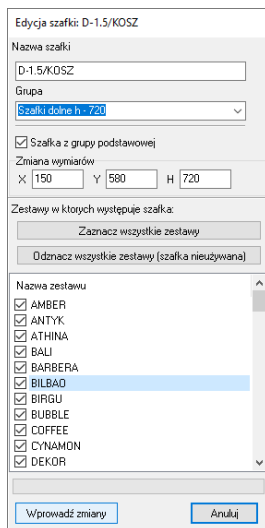 Edycja szafki: D-1.5/KOSZ
Nazwa szafki
D-1.5/KOSZ
Grupa
Szafki dolne h - 720
Szafka z grupy podstawowej
Zmiana wymiarów
X 150 Y 580 H 720
Zestawy w ktorych występuje szafka:
Zaznacz wszystkie zestawy
Odznacz wszystkie zestawy (szafka nieużywana)
Nazwa zestawu
AMBER
ANTYK
ATHINA
BALI
BARBERA
BILBAO
BIRGU
BUBBLE
COFFEE
CYNAMON
DEKOR
Wprowadź zmiany Anuluj